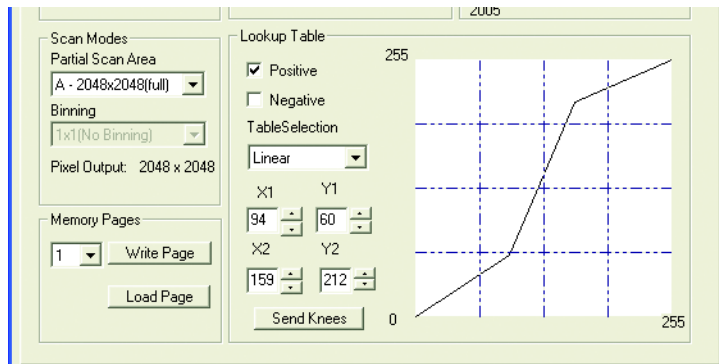 2005
Scan Modes
Partial Scan Area
A - 2048x2048(full)
Binning
1x1(No Binning)
Pixel Output: 2048 x 2048
Memory Pages
1
Write Page
Load Page
Lookup Table
Positive
Negative
TableSelection
Linear
X1 Y1
94 60
X2 Y2
159 212
Send Knees
255
0
255